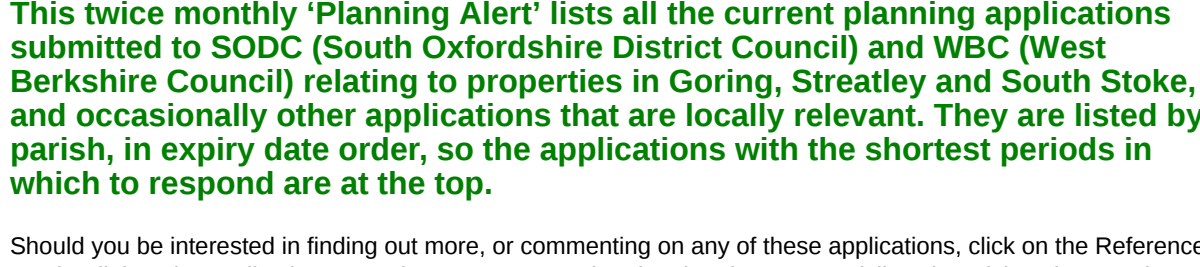 This twice monthly ‘Planning Alert’ lists all the current planning applications
submitted to SODC (South Oxfordshire District Council) and WBC (West
Berkshire Council) relating to properties in Goring, Streatley and South Stoke,
and occasionally other applications that are locally relevant. They are listed by
parish, in expiry date order, so the applications with the shortest periods in
which to respond are at the top.
Should you be interested in finding out more, or commenting on any of these applications, click on the Reference